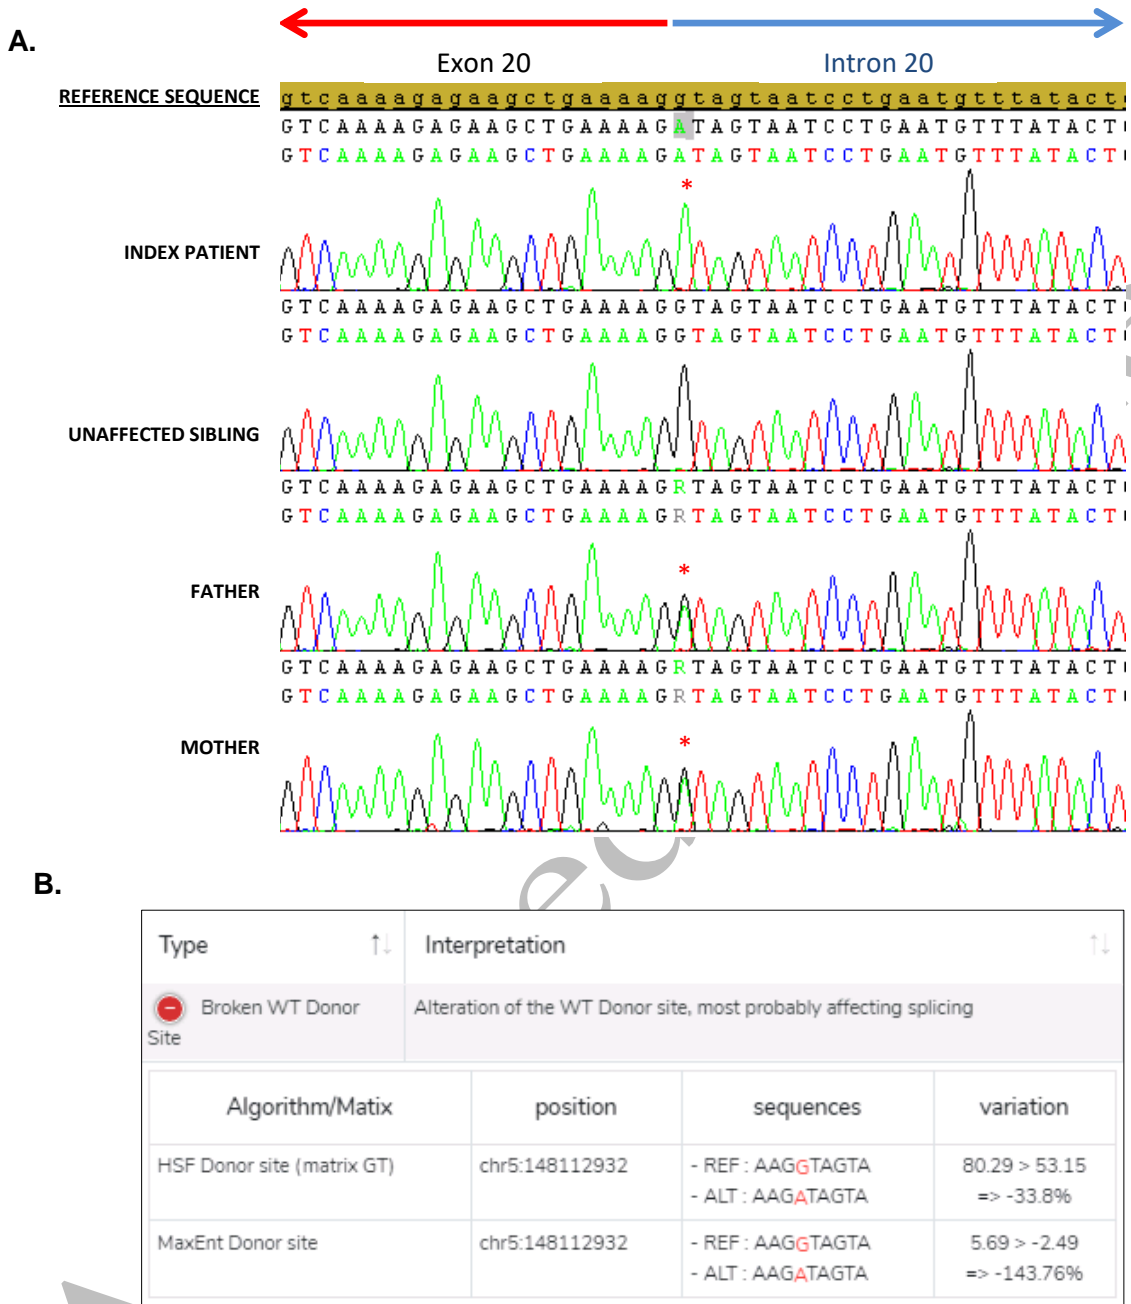 A.
Exon 20 Intron 20
REFERENCE SEQUENCE gtcaaaagagaagctgaaaaggtagtaatcctgaatgtttatact
GTCAAAAGAGAAGCTGAAAAGATAGTAATCCTGAATGTTTATACT
GTCAAAAGAGAAGCTGAAAAGATAGTAATCCTGAATGTTTATACT
*
INDEX PATIENT
GTCAAAAGAGAAGCTGAAAAGGTAGTAATCCTGAATGTTTATACT
GTCAAAAGAGAAGCTGAAAAGGTAGTAATCCTGAATGTTTATACT
UNAFFECTED SIBLING
GTCAAAAGAGAAGCTGAAAAGRTAGTAATCCTGAATGTTTATACT
GTCAAAAGAGAAGCTGAAAAGRTAGTAATCCTGAATGTTTATACT
*
FATHER
GTCAAAAGAGAAGCTGAAAAGRTAGTAATCCTGAATGTTTATACT
GTCAAAAGAGAAGCTGAAAAGRTAGTAATCCTGAATGTTTATACT
*
MOTHER
B.
Type ↑↓ Interpretation ↑↓
Broken WT Donor Alteration of the WT Donor site, most probably affecting splicing
Site
Algorithm/Matix position sequences variation
HSF Donor site (matrix GT) chr5:148112932 - REF : AAGGTAGTA 80.29 > 53.15
- ALT : AAGATAGTA => -33.8%
MaxEnt Donor site chr5:148112932 - REF : AAGGTAGTA 5.69 > -2.49
- ALT : AAGATAGTA => -143.76%